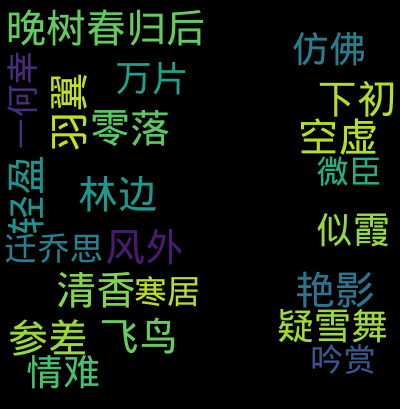 晚树春归后
仿佛
一何幸
羽翼
万片
下初
零落
空虚
微臣
轻盈
林边
似霞
迁乔思
风外
清香
寒居
艳影
疑雪舞
参差
飞鸟
吟赏
情难